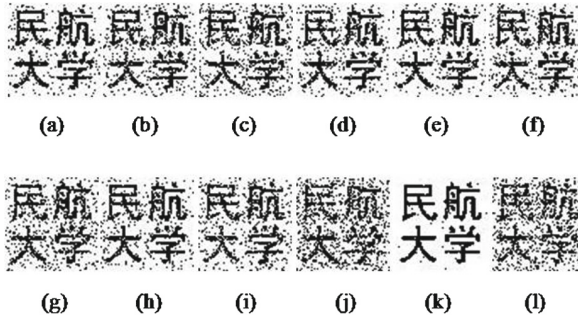 民航 民航 民航 民航 民航 民航
大学 大学 大学 大学 大学 大学
(a) (b) (c) (d) (e) (f)
民航 民航 民航 民航 民航 民航
大学 大学 大学 大学 大学 大学
(g) (h) (i) (j) (k) (l)